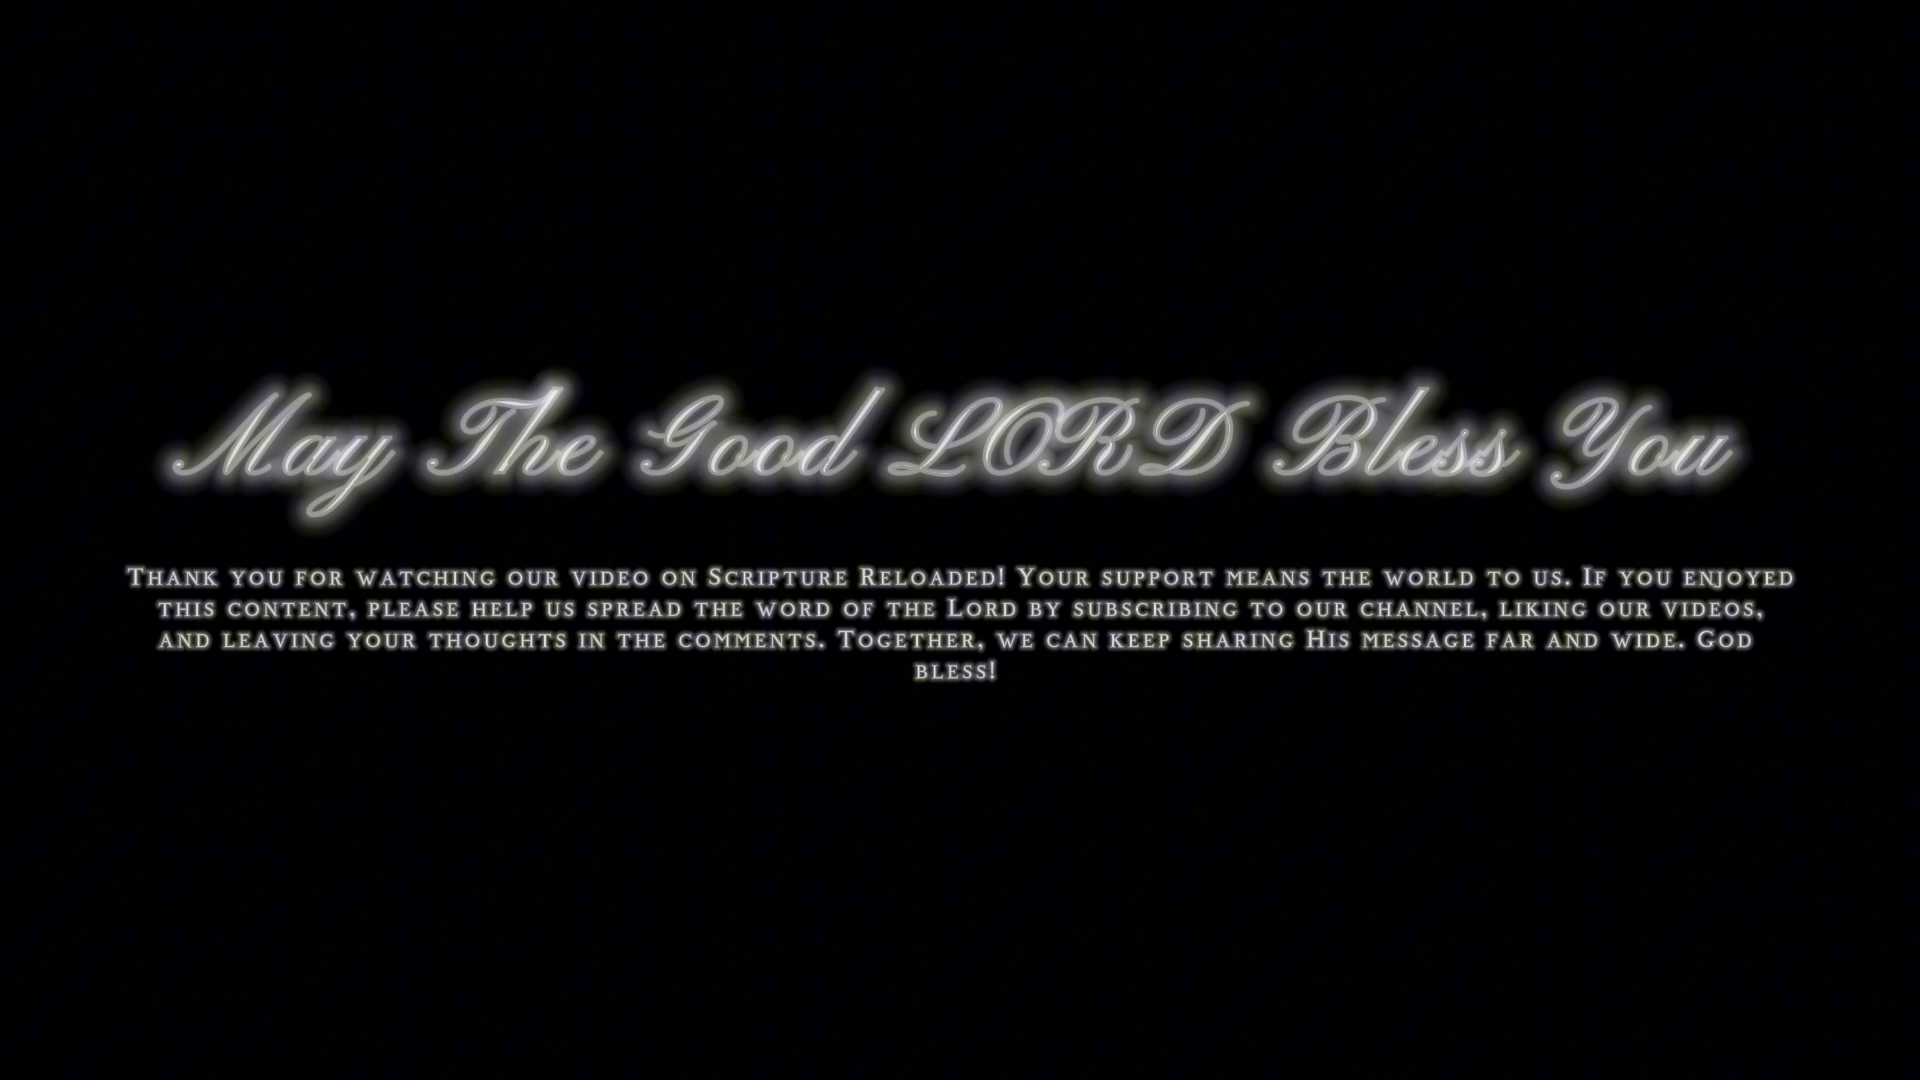 May The Good LORD Bless You
Thank you for watching our video on Scripture Reloaded! Your support means the world to us. If you enjoyed
this content, please help us spread the word of the Lord by subscribing to our channel, liking our videos,
and leaving your thoughts in the comments. Together, we can keep sharing His message far and wide. God
bless!